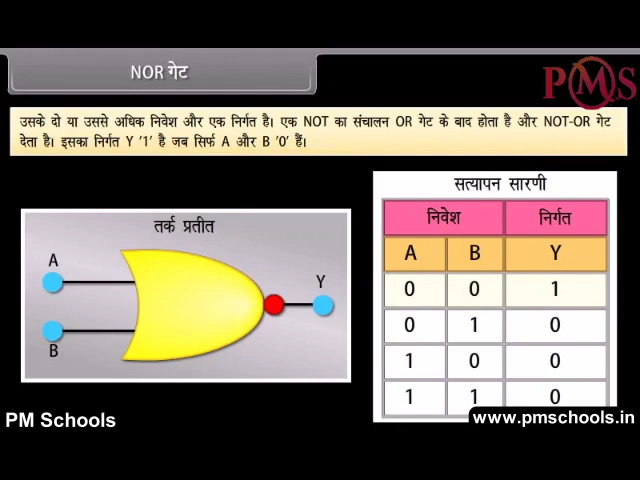 NOR गेट
PMS
उसके दो या उससे अधिक निवेश और एक निर्गत है। एक NOT का संचालन OR गेट के बाद होता है और NOT-OR गेट
देता है। इसका निर्गत Y '1' है जब सिर्फ A और B '0' हैं।
तर्क प्रतीत
A
B
Y
सत्यापन सारणी
निवेश निर्गत
A B Y
0 0 1
0 1 0
1 0 0
1 1 0
PM Schools
www.pmschools.in